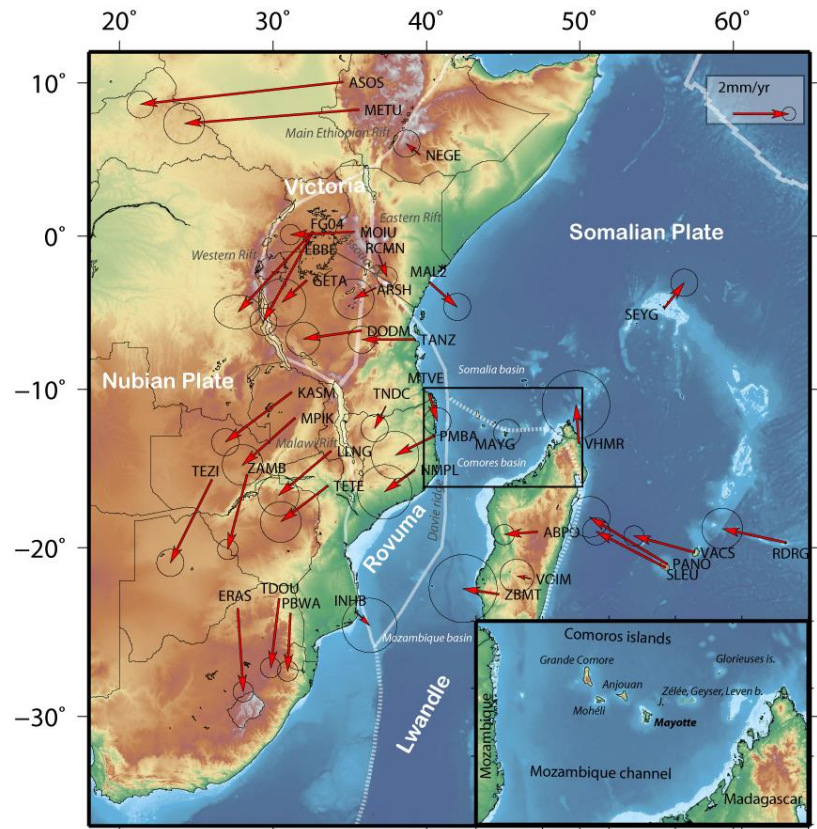 20° 30° 40° 50° 60°
10°
0°
−10°
−20°
−30°
2mm/yr
ASOS
METU
Main Ethiopian Rift
NEGE
Victoria
Eastern Rift
FG04
MOIU
EBBE
RCMN
Western Rift
Somalian Plate
MAL2
GETA
ARSH
SEYG
DODM
TANZ
Somalia basin
MTVE
Nubian Plate
KASM
TNDC
MPIK
PMBA
MAYG
VHMR
Malawi Rift
LLNG
Comores basin
TEZI
ZAMB
NMPL
TETE
Davie ridge
Rovuma
ABPO
VACS
RDRG
PANO
SLEU
VOIM
ZBMT
ERAS
TDOU
PBWA
INHB
Mozambique basin
Lwandle
Comoros islands
Grande Comore
Glorieuses is.
Anjouan
Zélée, Geyser, Leven b.
J.
Mohéli
Mayotte
Mozambique
Mozambique channel
Madagascar